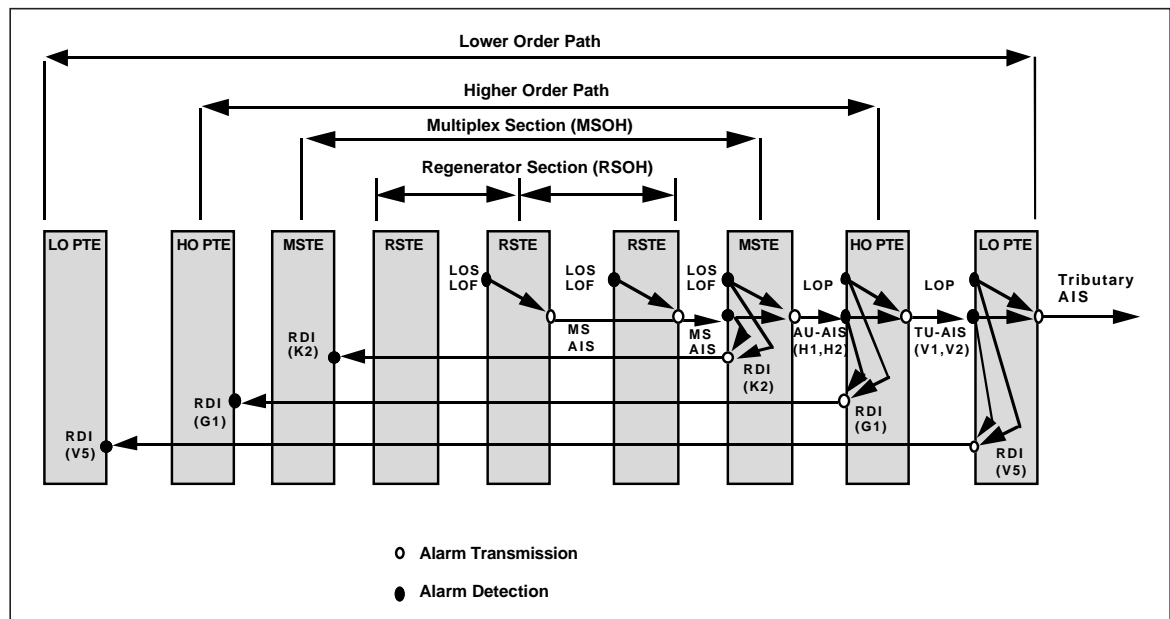 Lower Order Path
Higher Order Path
Multiplex Section (MSOH)
Regenerator Section (RSOH)
LO PTE
HO PTE
MSTE
RSTE
RSTE
RSTE
MSTE
HO PTE
LO PTE
LOS
LOF
LOS
LOF
LOS
LOF
LOP
LOP
Tributary
AIS
MS
AIS
MS
AIS
AU-AIS
(H1,H2)
TU-AIS
(V1,V2)
RDI
(K2)
RDI
(K2)
RDI
(G1)
RDI
(G1)
RDI
(V5)
RDI
(V5)
Alarm Transmission
Alarm Detection